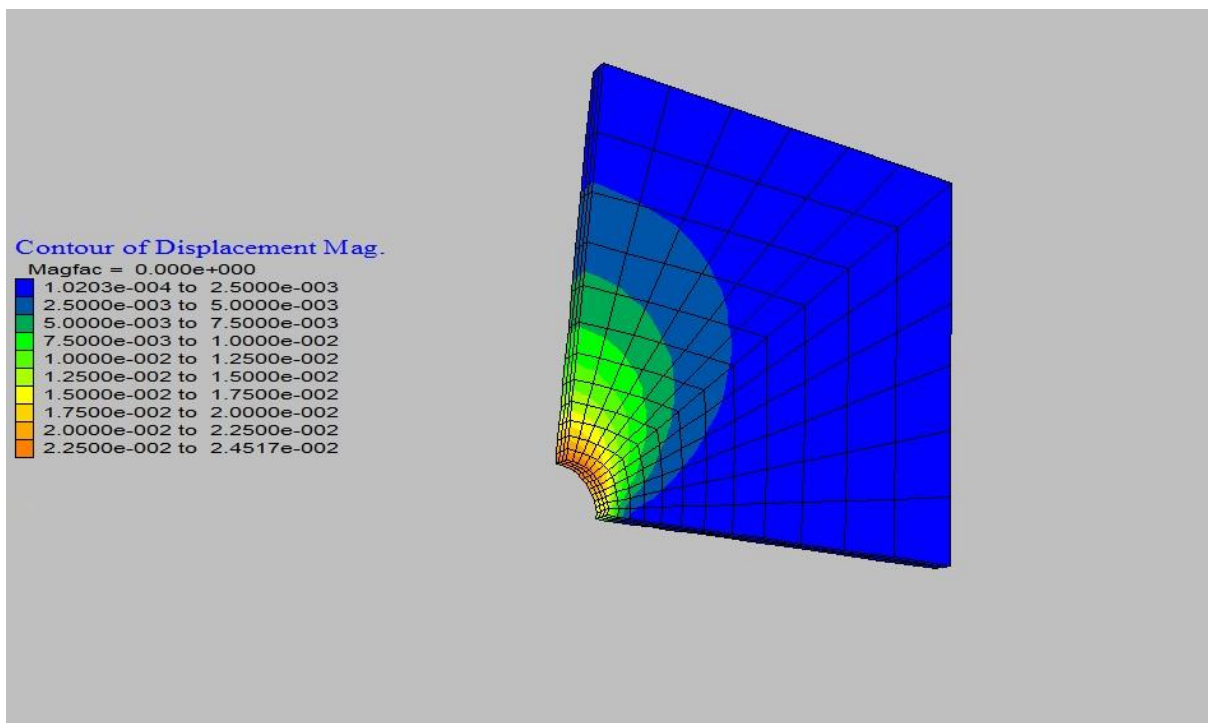 Contour of Displacement Mag.
Magfac = 0.000e+000
1.0203e-004 to 2.5000e-003
2.5000e-003 to 5.0000e-003
5.0000e-003 to 7.5000e-003
7.5000e-003 to 1.0000e-002
1.0000e-002 to 1.2500e-002
1.2500e-002 to 1.5000e-002
1.5000e-002 to 1.7500e-002
1.7500e-002 to 2.0000e-002
2.0000e-002 to 2.2500e-002
2.2500e-002 to 2.4517e-002